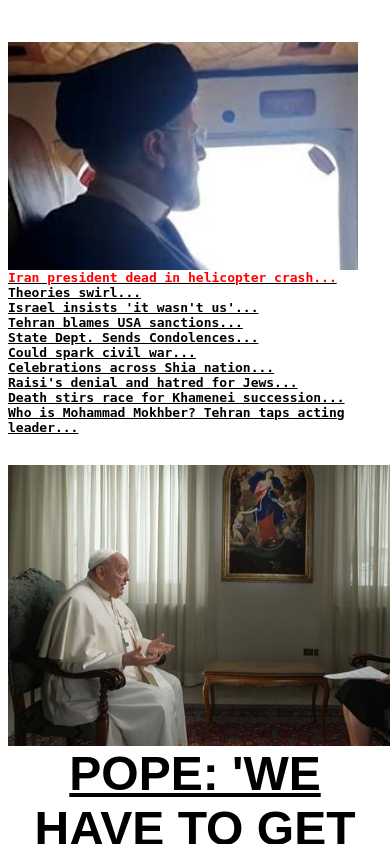 Iran president dead in helicopter crash...
Theories swirl...
Israel insists 'it wasn't us'...
Tehran blames USA sanctions...
State Dept. Sends Condolences...
Could spark civil war...
Celebrations across Shia nation...
Raisi's denial and hatred for Jews...
Death stirs race for Khamenei succession...
Who is Mohammad Mokhber? Tehran taps acting
leader...
POPE: 'WE
HAVE TO GET